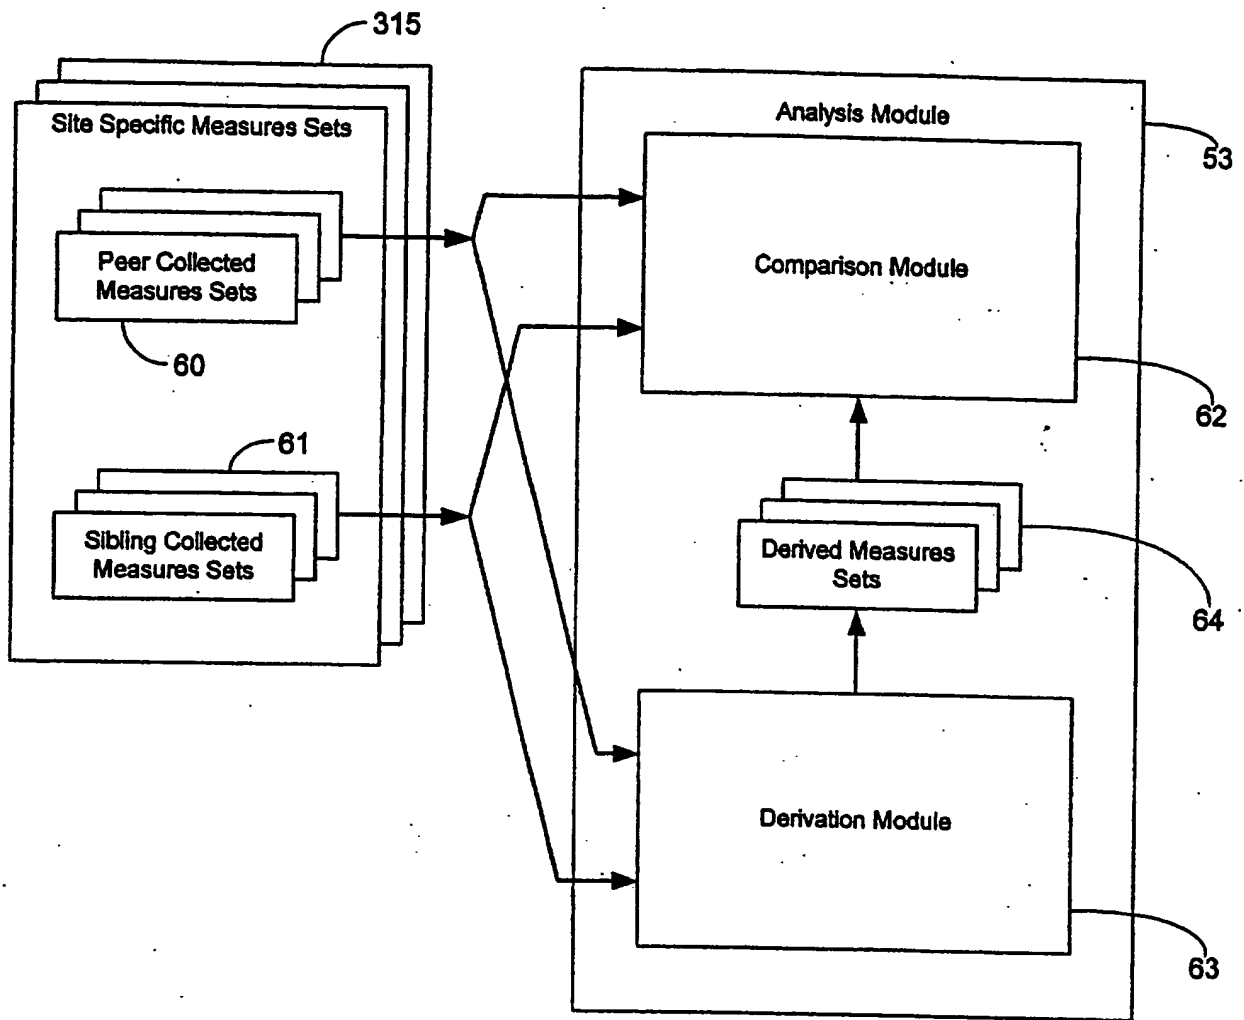 315
Site Specific Measures Sets
Peer Collected
Measures Sets
60
61
Sibling Collected
Measures Sets
Analysis Module
53
Comparison Module
62
Derived Measures
Sets
64
Derivation Module
63